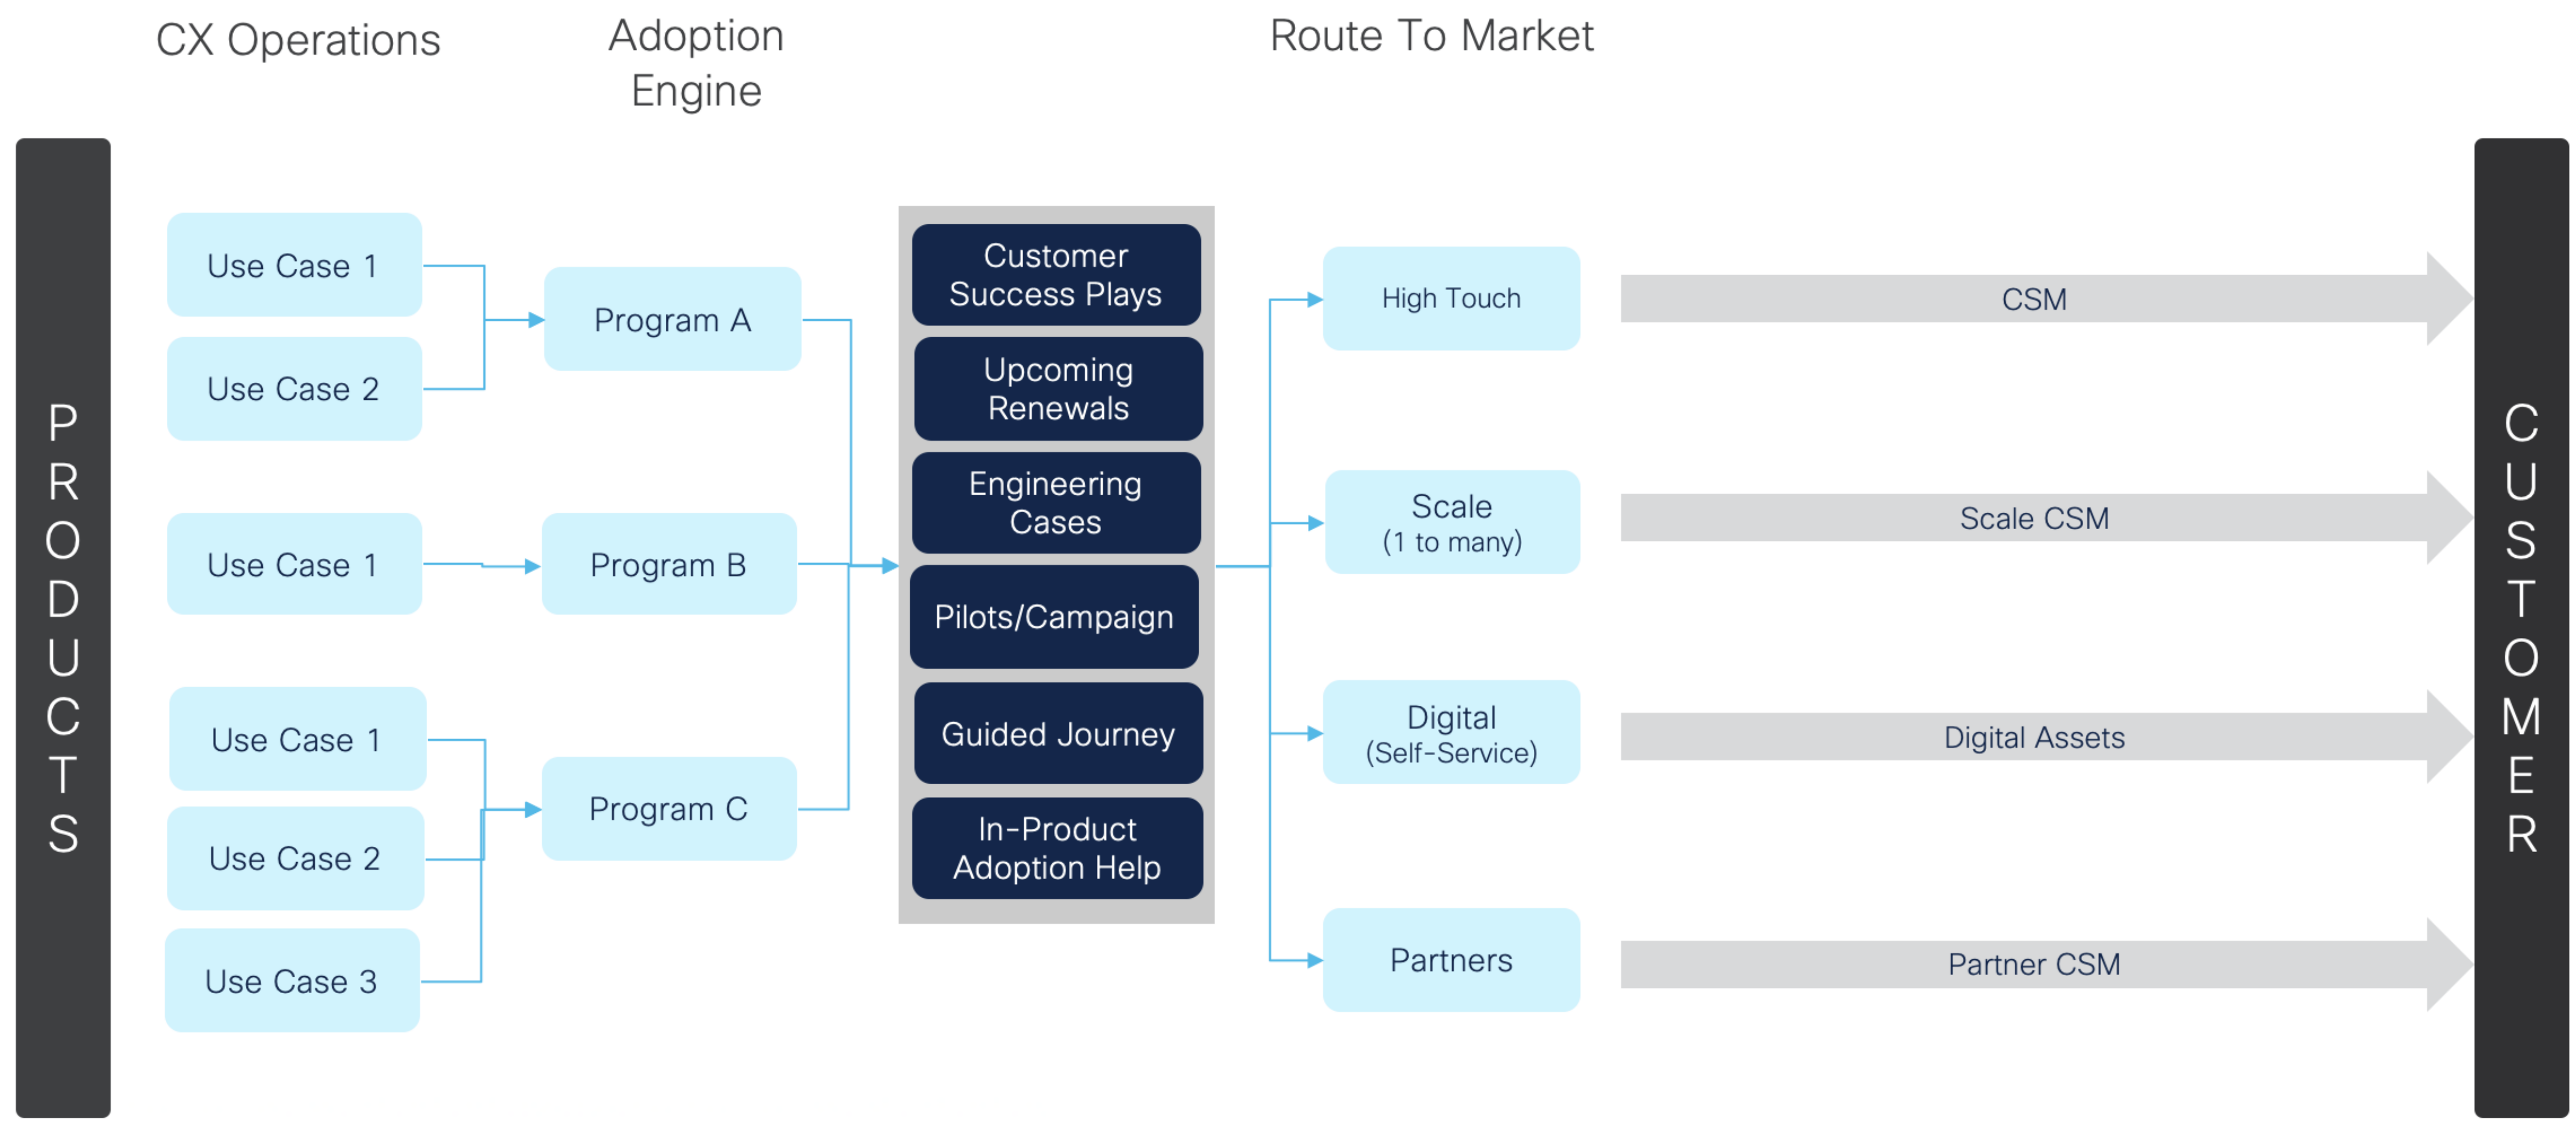 CX Operations
Adoption
Engine
Route To Market
PRODUCTS
Use Case 1
Use Case 2
Use Case 1
Use Case 1
Use Case 2
Use Case 3
Program A
Program B
Program C
Customer
Success Plays
Upcoming
Renewals
Engineering
Cases
Pilots/Campaign
Guided Journey
In-Product
Adoption Help
High Touch
Scale
(1 to many)
Digital
(Self-Service)
Partners
CSM
Scale CSM
Digital Assets
Partner CSM
CUSTOMER